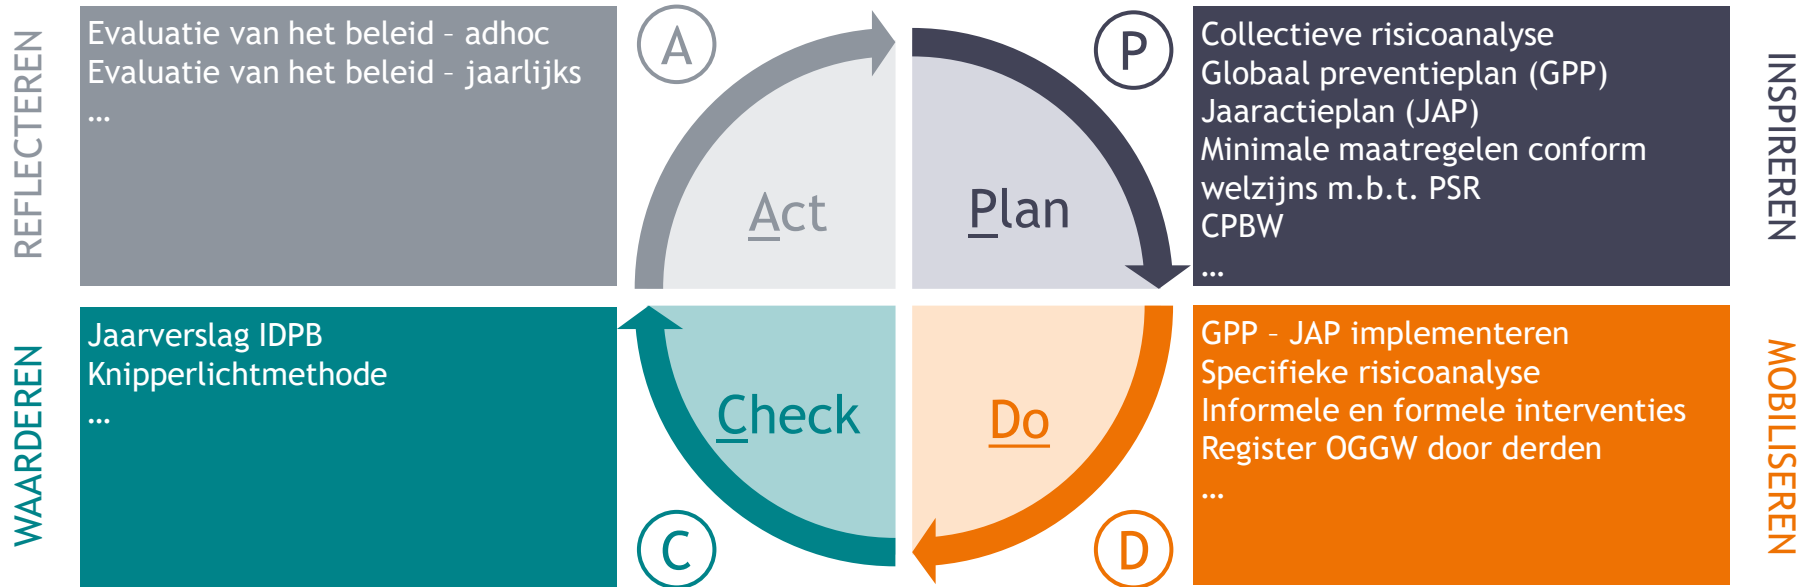 REFLECTEREN
Evaluatie van het beleid – adhoc
Evaluatie van het beleid – jaarlijks
…
A
Act
P
Plan
Collectieve risicoanalyse
Globaal preventieplan (GPP)
Jaaractieplan (JAP)
Minimale maatregelen conform
welzijns m.b.t. PSR
CPBW
…
INSPIREREN
WAARDEREN
Jaarverslag IDPB
Knipperlichtmethode
…
Check
C
Do
D
GPP – JAP implementeren
Specifieke risicoanalyse
Informele en formele interventies
Register OGGW door derden
…
MOBILISEREN